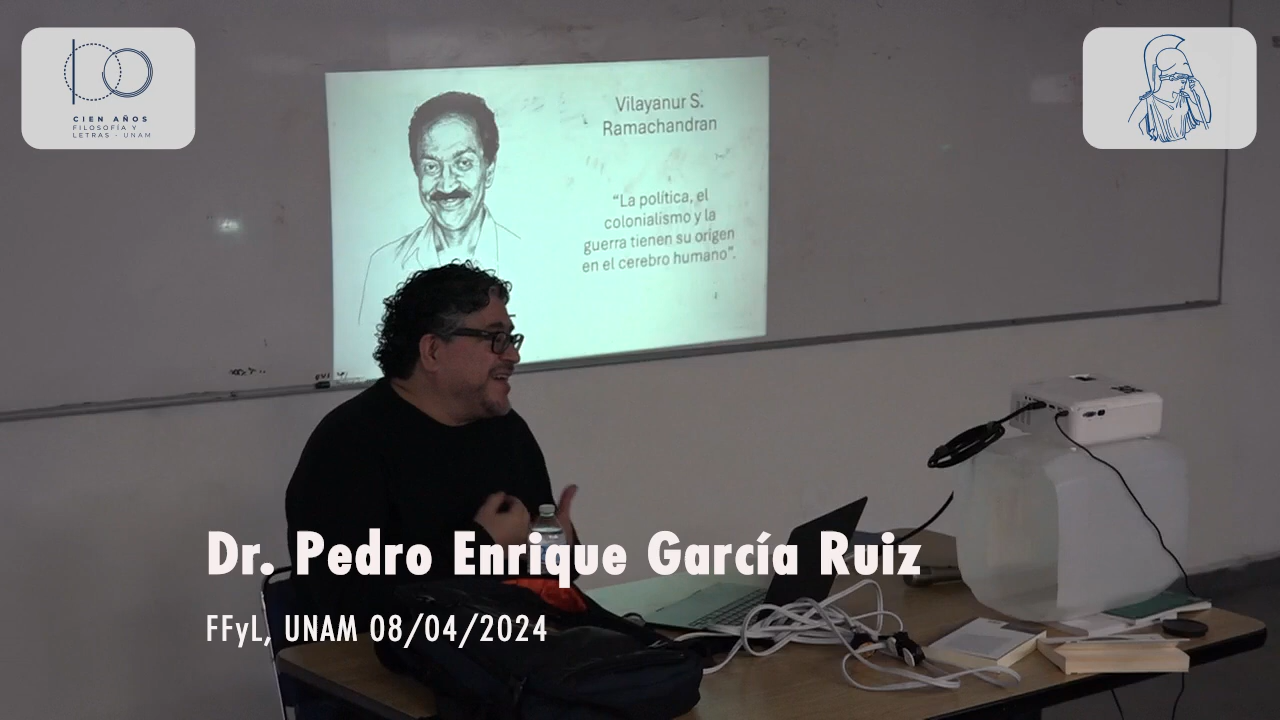 CIEN AÑOS
FILOSOFÍA Y
LETRAS - UNAM
Vilayanur S.
Ramachandran
“La política, el
colonialismo y la
guerra tienen su origen
en el cerebro humano”.
Dr. Pedro Enrique García Ruiz
FFyL, UNAM 08/04/2024